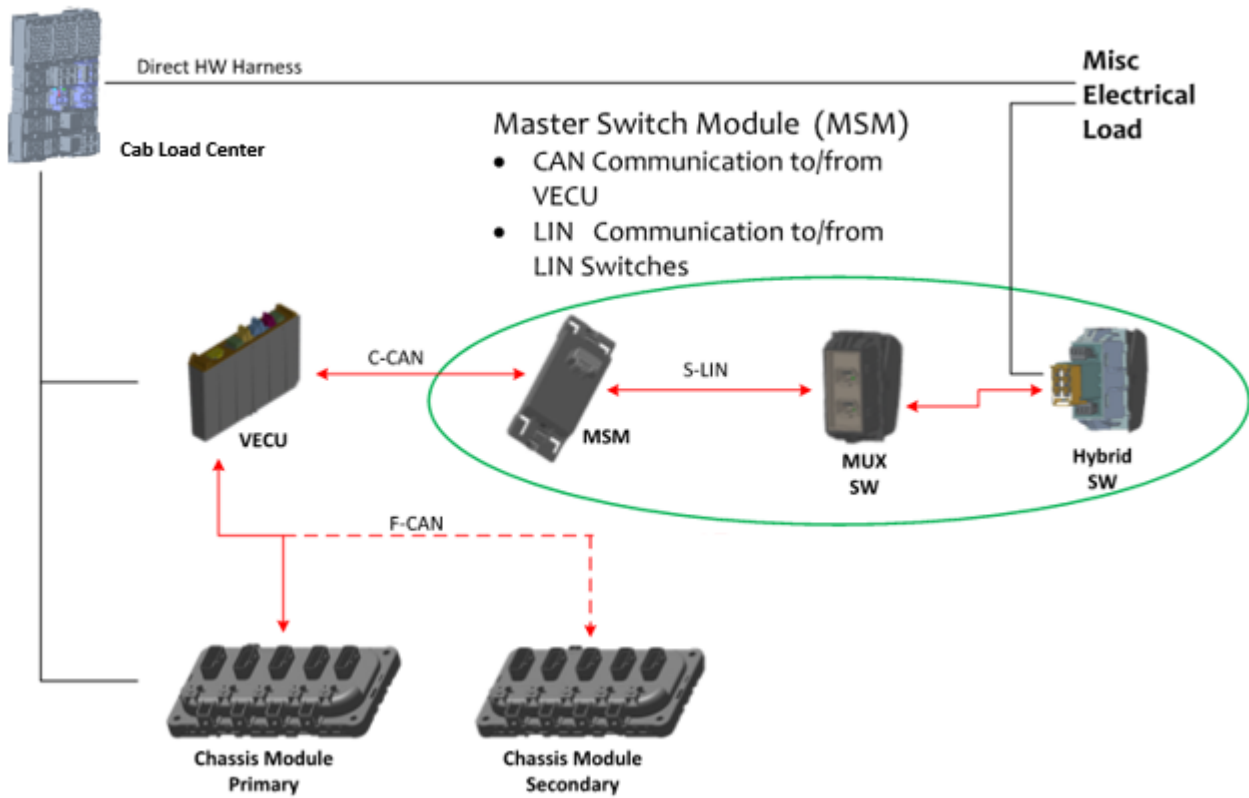 Direct HW Harness
Misc
Electrical
Load
Cab Load Center
Master Switch Module (MSM)
• CAN Communication to/from
VECU
• LIN Communication to/from
LIN Switches
C-CAN
S-LIN
VECU
MSM
MUX
SW
Hybrid
SW
F-CAN
Chassis Module
Primary
Chassis Module
Secondary